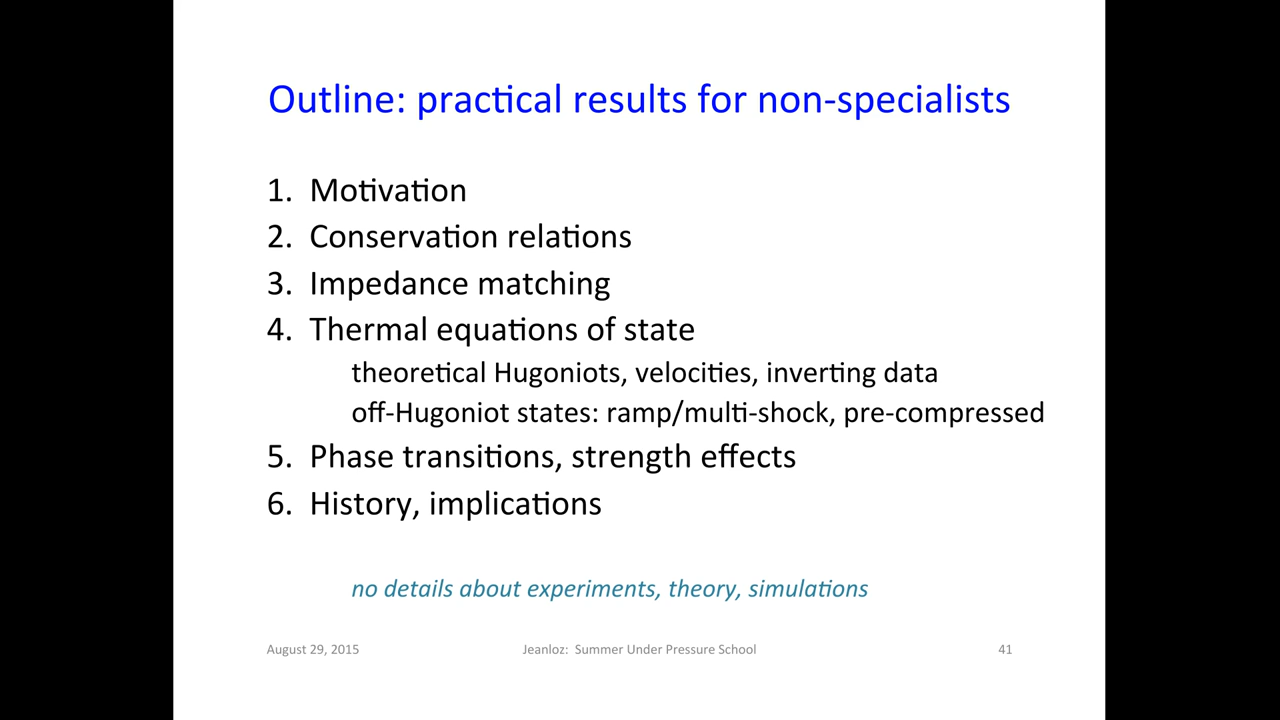 Outline: practical results for non-specialists
1. Motivation
2. Conservation relations
3. Impedance matching
4. Thermal equations of state
theoretical Hugoniots, velocities, inverting data
off-Hugoniot states: ramp/multi-shock, pre-compressed
5. Phase transitions, strength effects
6. History, implications
no details about experiments, theory, simulations
August 29, 2015 Jeanloz: Summer Under Pressure School 41